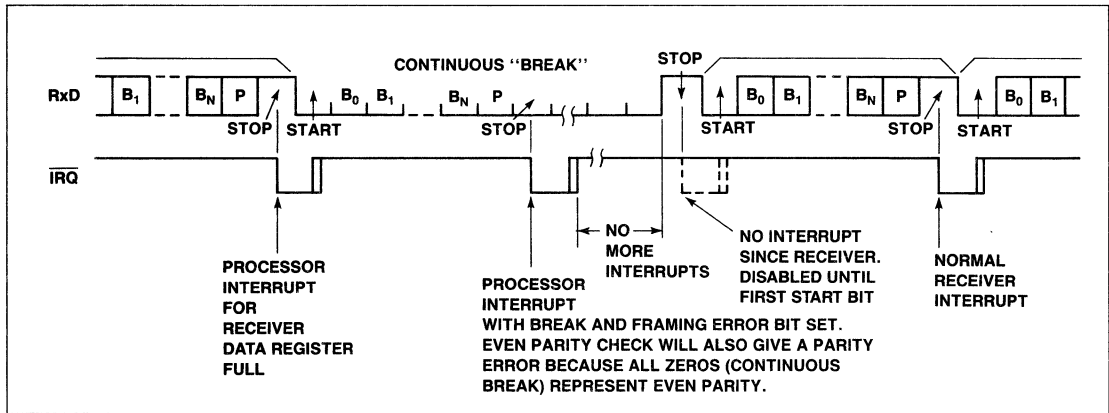 CONTINUOUS "BREAK"
STOP
RxD
B1
BN
P
B0
B1
BN
P
B0
B1
BN
P
B0
B1
STOP
START
STOP
START
STOP
START
IRQ
PROCESSOR
INTERRUPT
FOR
RECEIVER
DATA REGISTER
FULL
NO
MORE
INTERRUPTS
PROCESSOR
INTERRUPT
WITH BREAK AND FRAMING ERROR BIT SET.
EVEN PARITY CHECK WILL ALSO GIVE A PARITY
ERROR BECAUSE ALL ZEROS (CONTINUOUS
BREAK) REPRESENT EVEN PARITY.
NO INTERRUPT
SINCE RECEIVER.
DISABLED UNTIL
FIRST START BIT
NORMAL
RECEIVER
INTERRUPT